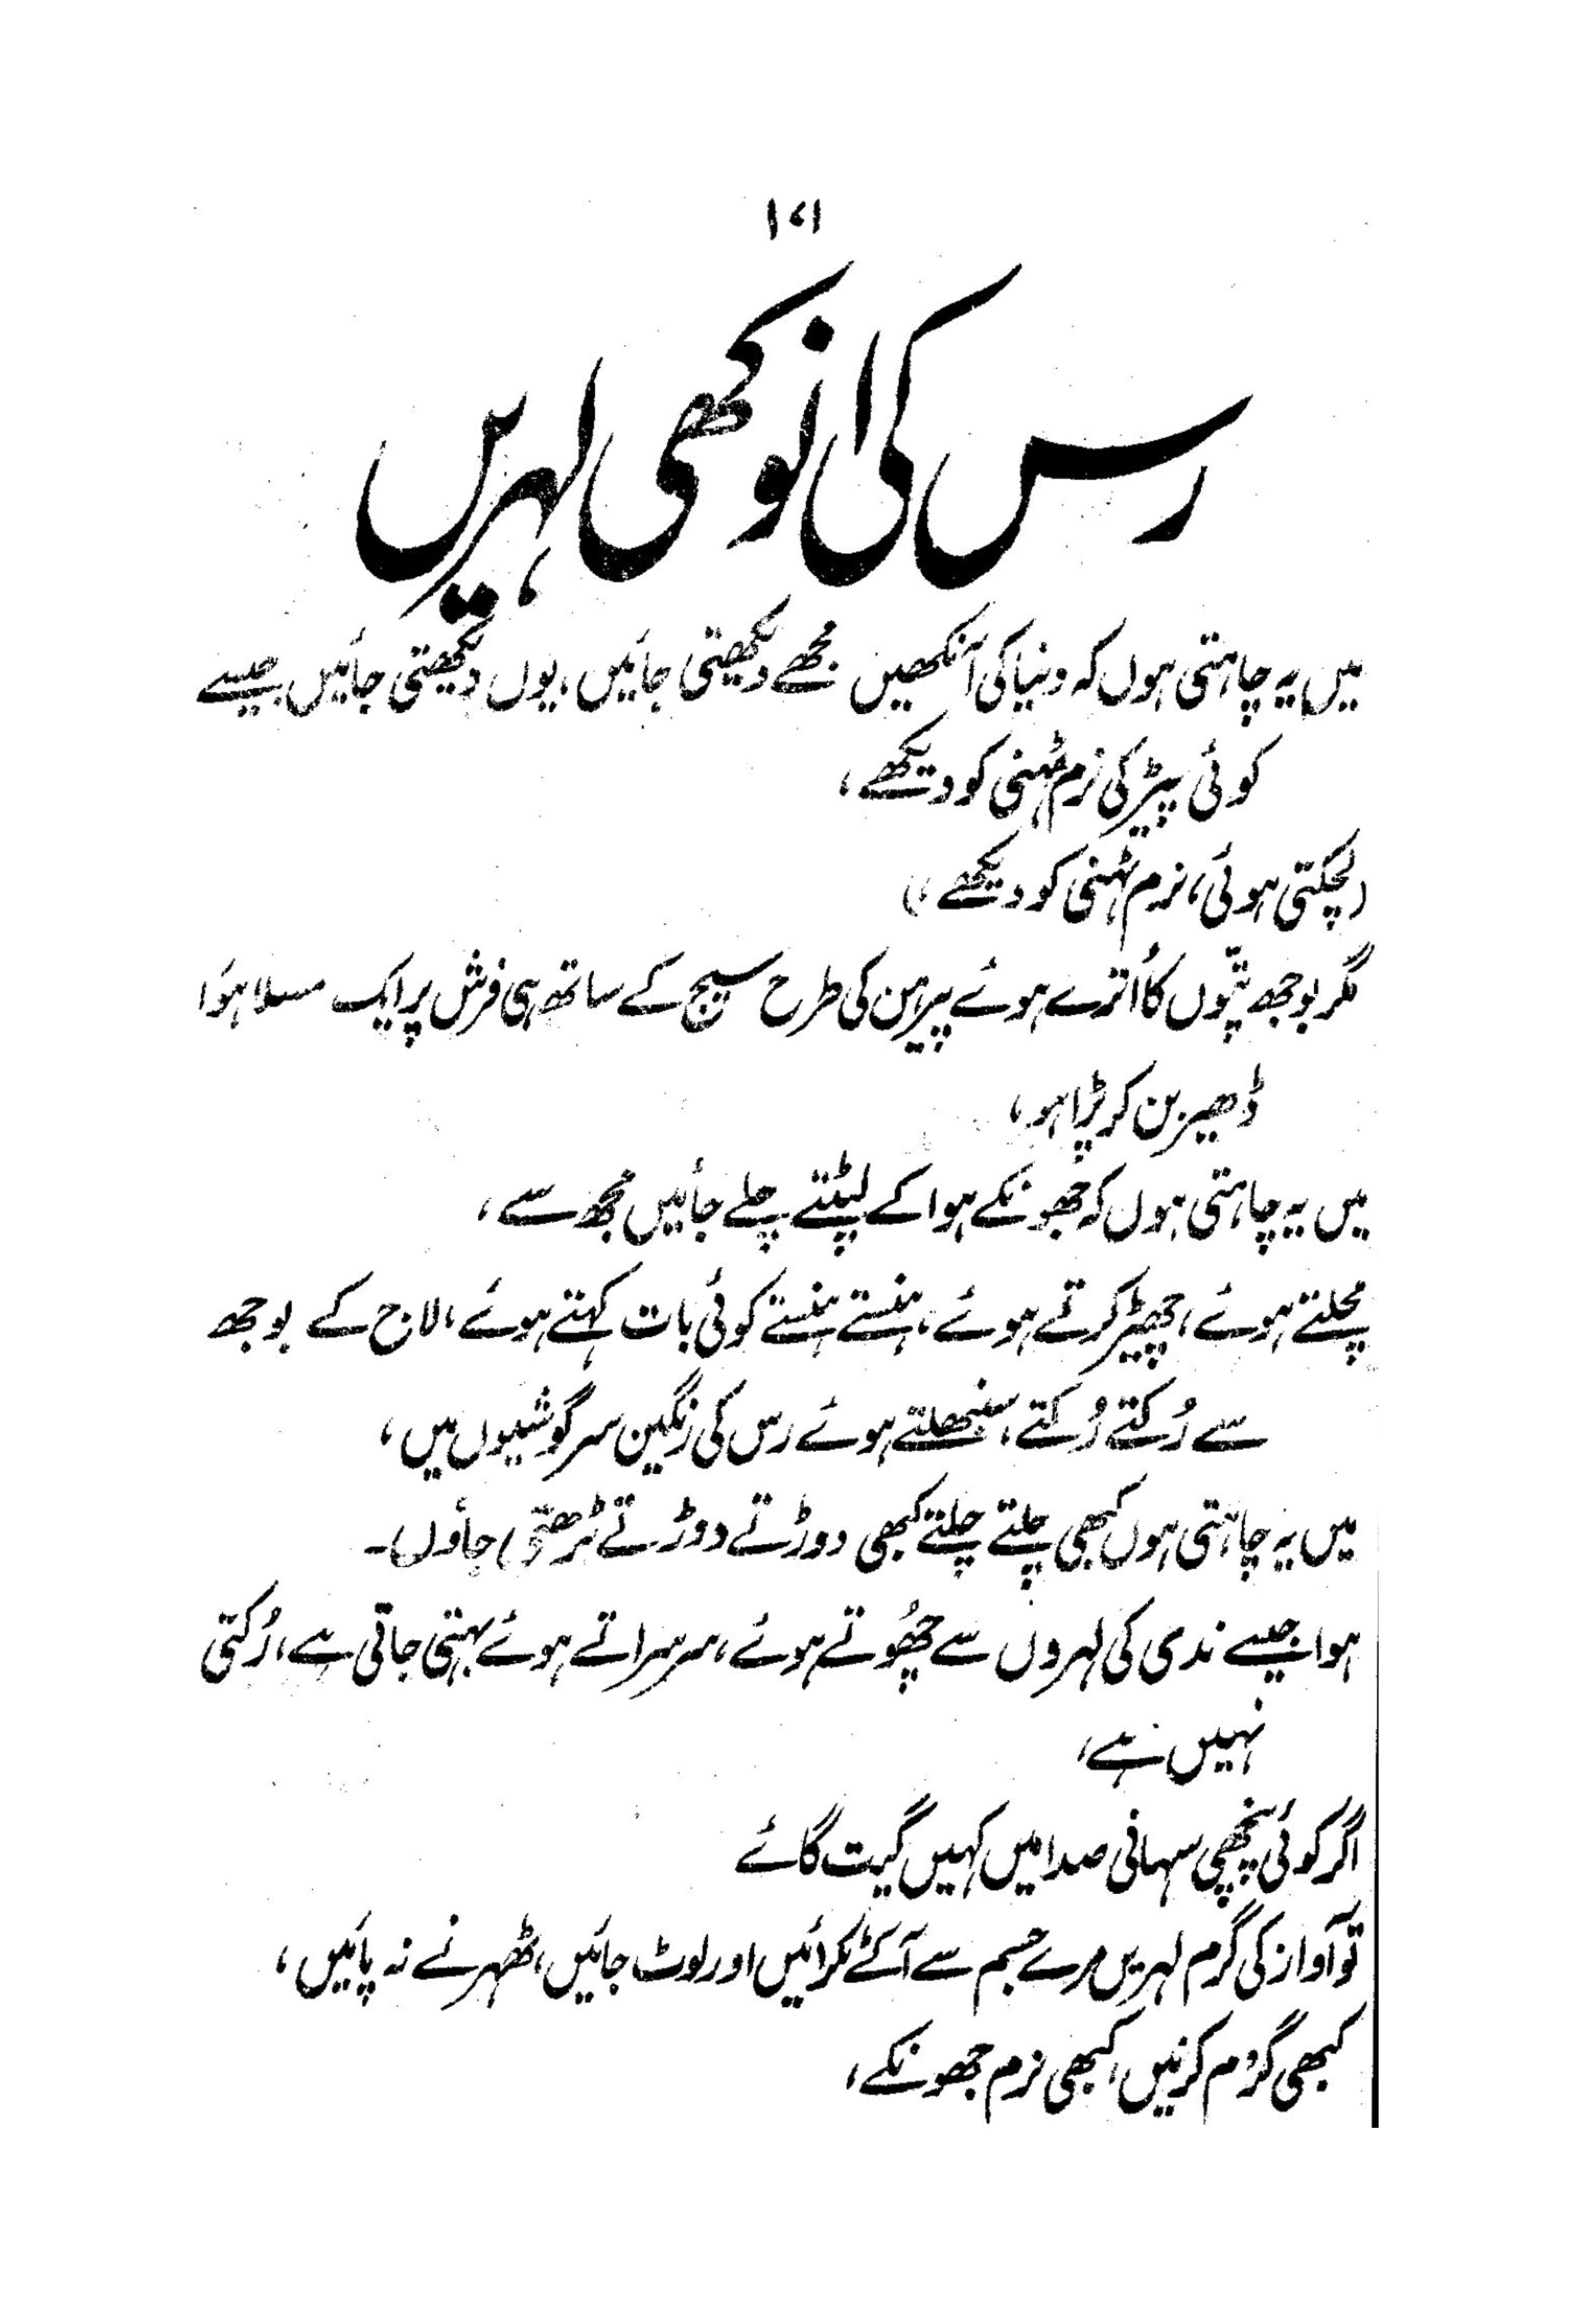 ۱۷۱
رس کی انوکھی لہریں
میں یہ چاہتی ہوں کہ دنیا کی آنکھیں مجھے دیکھتی جائیں، یوں دیکھتی جائیں جیسے
کوئی پیڑ کی نرم ٹہنی کو دیکھے،
(لچکتی ہوئی، نرم ٹہنی کو دیکھے،)
مگر بوجھ پتّوں کا اُترے ہوئے پیراہن کی طرح سیج کے ساتھ ہی فرش پر ایک مسلا ہؤا
ڈھیر بن کر پڑا ہو،
میں یہ چاہتی ہوں کہ جھونکے ہوا کے لپٹتے چلے جائیں مجھ سے،
مچلتے ہوئے، چھیڑ کرتے ہوئے، ہنستے ہنستے کوئی بات کہتے ہوئے، لاج کے بوجھ
سے رُکتے رُکتے، سنبھلتے ہوئے رس کی رنگین سرگوشیوں میں،
میں یہ چاہتی ہوں کبھی چلتے چلتے کبھی دوڑتے دوڑتے بڑھتی جاؤں۔
ہوا جیسے ندی کی لہروں سے چھُوتے ہوئے، سرسراتے ہوئے بہتی جاتی ہے، رُکتی
نہیں ہے،
اگر کوئی پنچھی سہانی صدا میں کہیں گیت گائے
تو آواز کی گرم لہریں مرے جسم سے آکے ٹکرائیں اور لوٹ جائیں، ٹھہرنے نہ پائیں،
کبھی گرم کرنیں، کبھی نرم جھونکے،